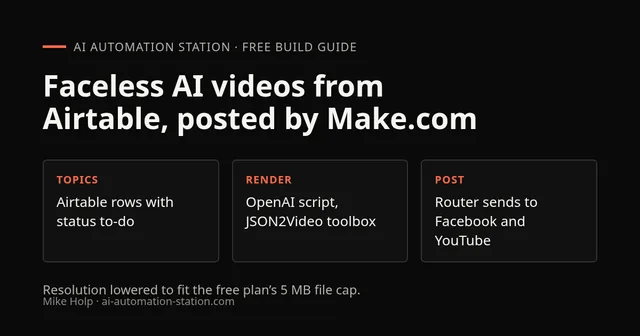 AI AUTOMATION STATION · FREE BUILD GUIDE
Faceless AI videos from
Airtable, posted by Make.com
TOPICS
Airtable rows with
status to-do
RENDER
OpenAI script,
JSON2Video toolbox
POST
Router sends to
Facebook and
YouTube
Resolution lowered to fit the free plan’s 5 MB file cap.
Mike Holp · ai-automation-station.com